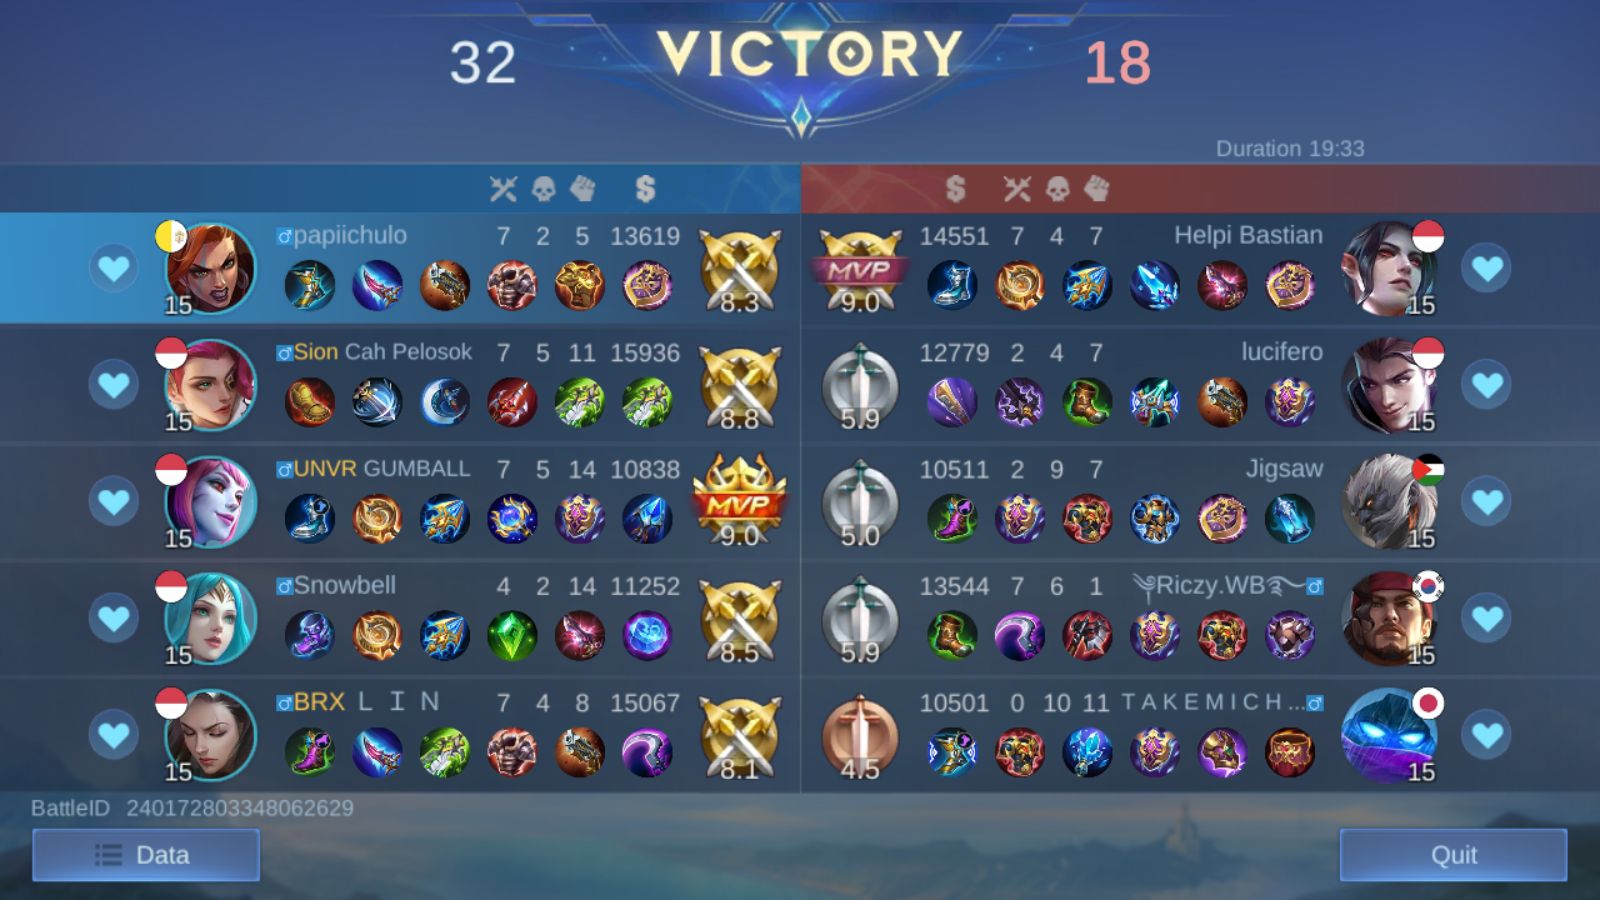 32 VICTORY 18
Duration 19:33
papiichulo 7 2 5 13619
15 8.3
Sion Cah Pelosok 7 5 11 15936
15 8.8
UNVR GUMBALL 7 5 14 10838
MVP
15 9.0
Snowbell 4 2 14 11252
15 8.5
BRX L I N 7 4 8 15067
15 8.1
14551 7 4 7 Helpi Bastian
MVP
9.0 15
12779 2 4 7 lucifero
5.9 15
10511 2 9 7 Jigsaw
5.0 15
13544 7 6 1 Riczy.WB
5.9 15
10501 0 10 11 T A K E M I C H ...
4.5 15
BattleID 240172803348062629
Data
Quit